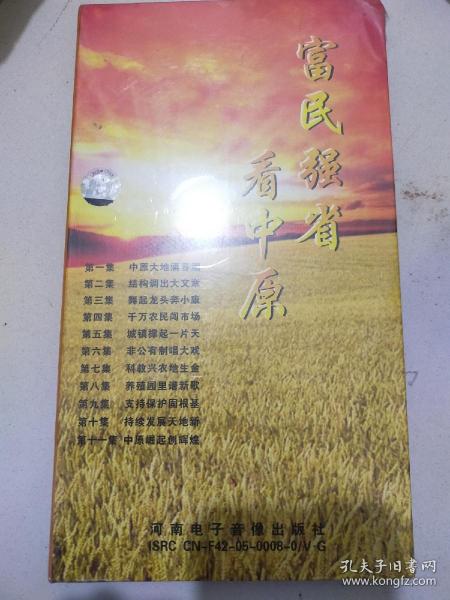 富民强省
看中原
第一集 中原大地涌春潮
第二集 结构调出大文章
第三集 舞起龙头奔小康
第四集 千万农民闯市场
第五集 城镇撑起一片天
第六集 非公有制唱大戏
第七集 科教兴农地生金
第八集 养殖园里谱新歌
第九集 支持保护固根基
第十集 持续发展天地新
第十一集 中原崛起创辉煌
河南电子音像出版社
ISRC CN-F42-05-0008-0/V·G
孔夫子旧书网
www.kongfz.com